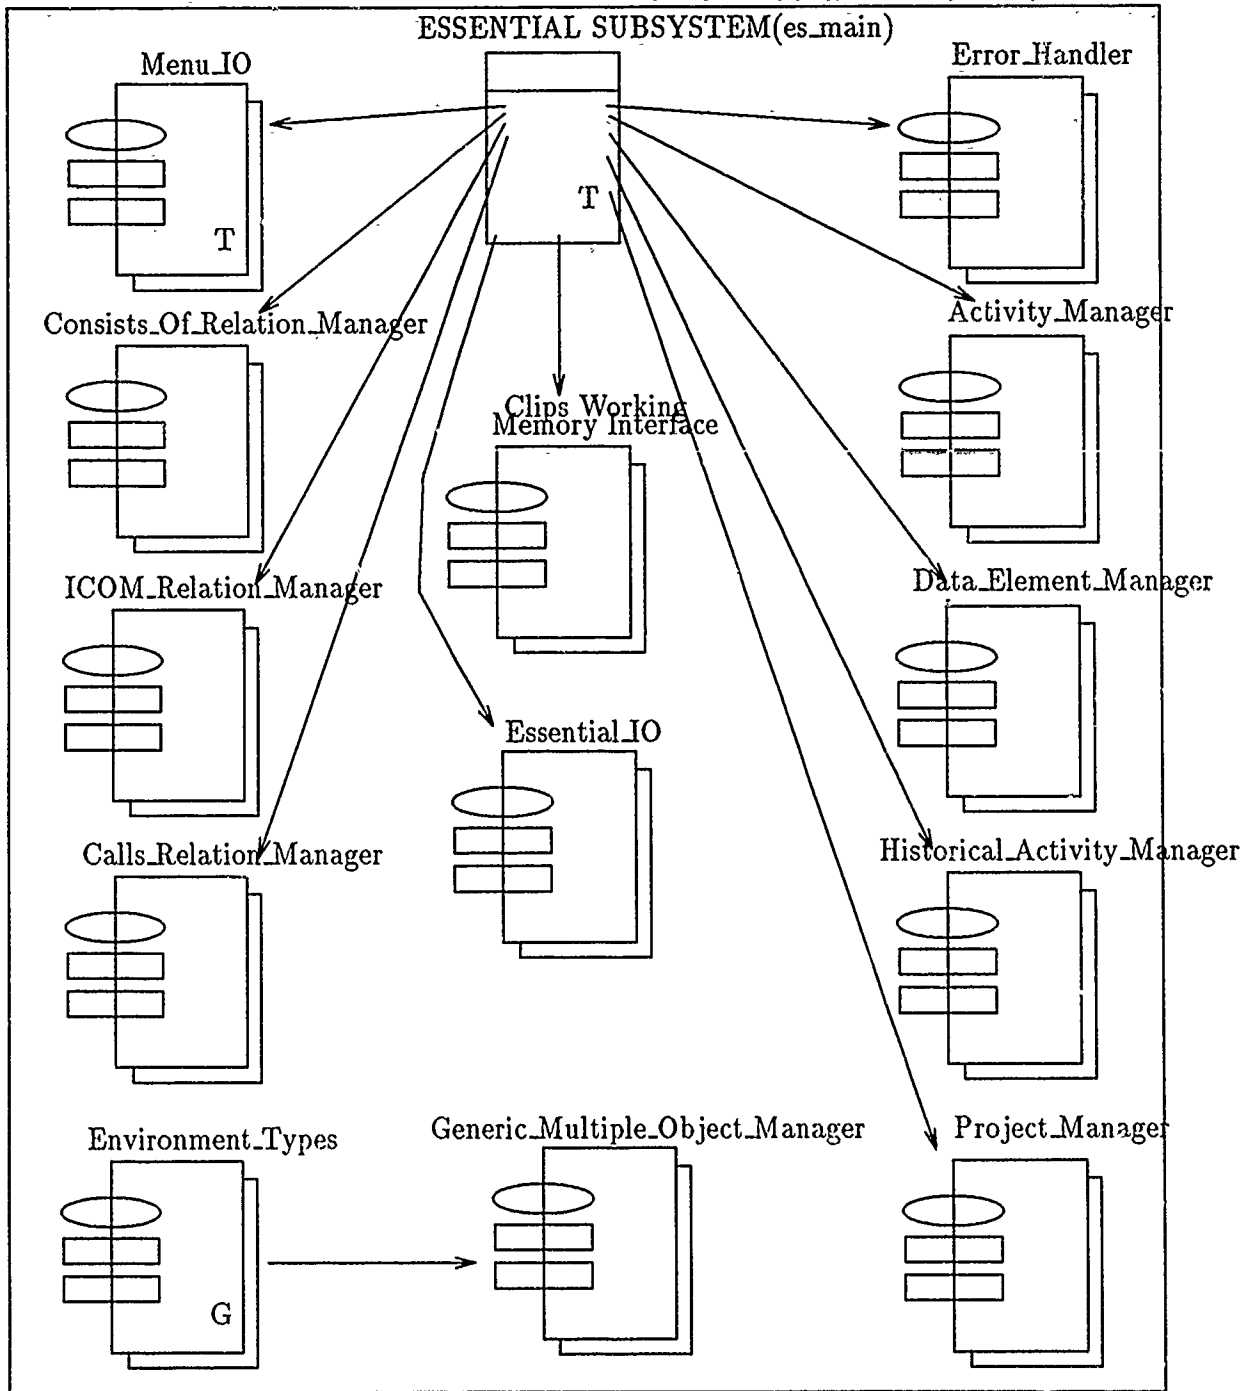 ESSENTIAL SUBSYSTEM(es_main)
Menu_IO
Error_Handler
T
T
Consists_Of_Relation_Manager
Activity_Manager
Clips Working
Memory Interface
ICOM_Relation_Manager
Data_Element_Manager
Essential_IO
Calls_Relation_Manager
Historical_Activity_Manager
Environment_Types
Generic_Multiple_Object_Manager
Project_Manager
G